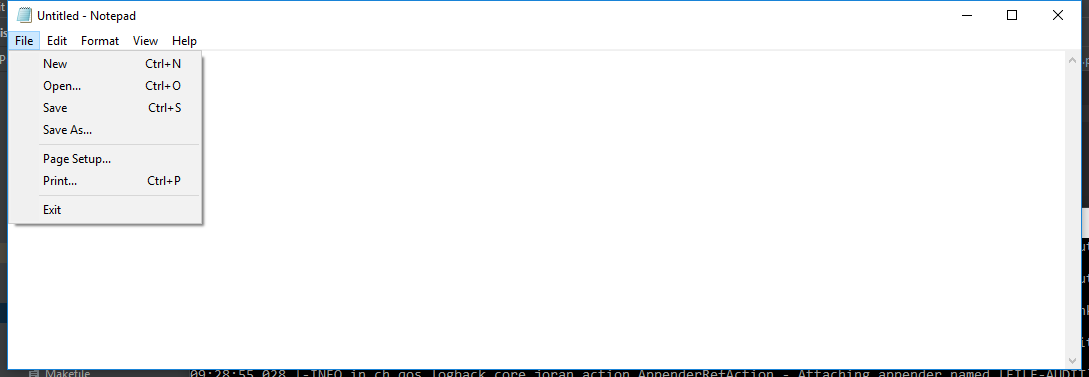 Untitled - Notepad
File Edit Format View Help
New Ctrl+N
Open... Ctrl+O
Save Ctrl+S
Save As...
Page Setup...
Print... Ctrl+P
Exit
Makefile 09:28:55,028 |-INFO in ch.qos.logback.core.joran.action.AppenderRefAction - Attaching appender named [FILE-AUDIT